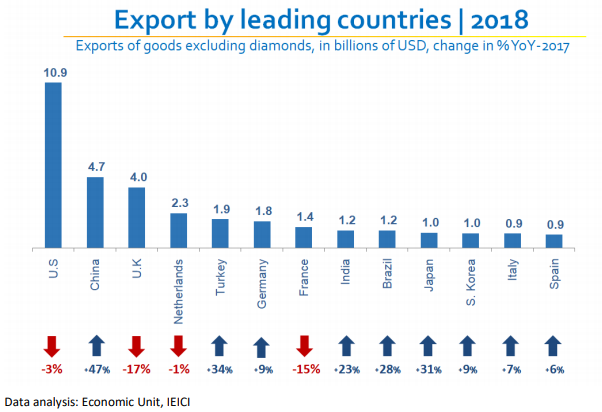 Export by leading countries | 2018
Exports of goods excluding diamonds, in billions of USD, change in %YoY-2017
10.9 4.7 4.0 2.3 1.9 1.8 1.4 1.2 1.2 1.0 1.0 0.9 0.9
U.S China U.K Netherlands Turkey Germany France India Brazil Japan S. Korea Italy Spain
-3% +47% -17% -1% +34% +9% -15% +23% +28% +31% +9% +7% +6%
Data analysis: Economic Unit, IEICI